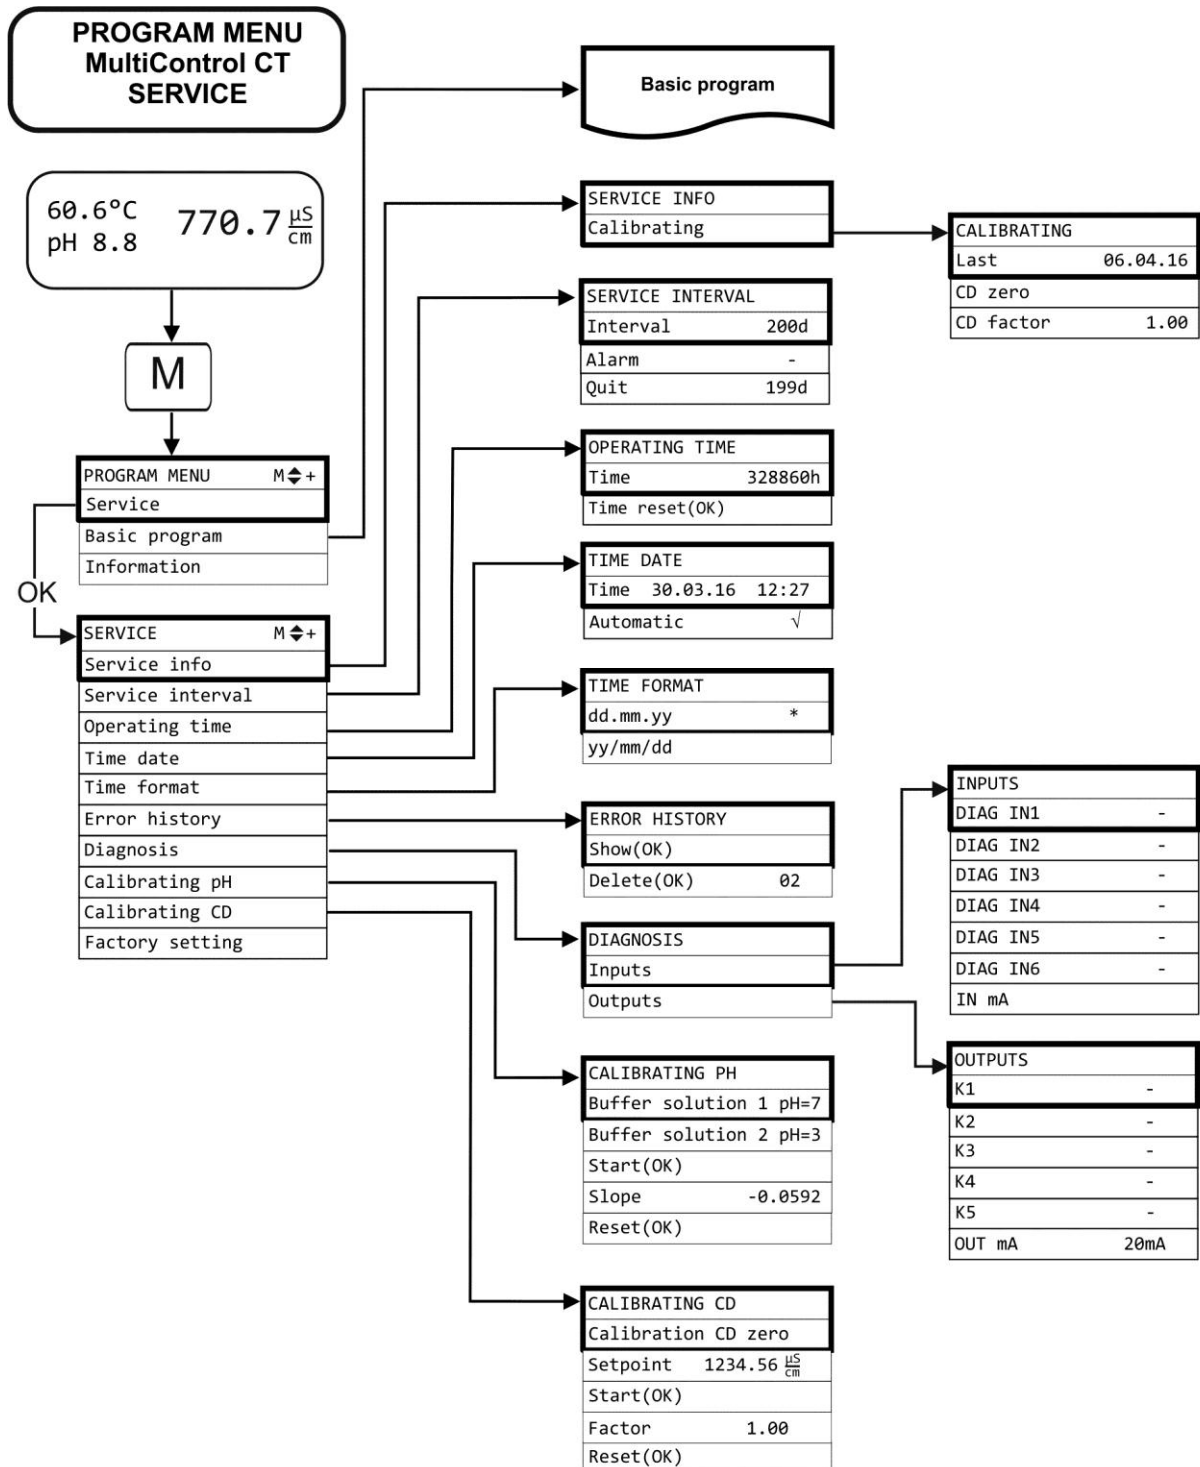 PROGRAM MENU
MultiControl CT
SERVICE
60.6°C
pH 8.8
770.7 µS/cm
M
PROGRAM MENU M◆+
Service
Basic program
Information
OK
SERVICE M◆+
Service info
Service interval
Operating time
Time date
Time format
Error history
Diagnosis
Calibrating pH
Calibrating CD
Factory setting
Basic program
SERVICE INFO
Calibrating
CALIBRATING
Last 06.04.16
CD zero
CD factor 1.00
SERVICE INTERVAL
Interval 200d
Alarm -
Quit 199d
OPERATING TIME
Time 328860h
Time reset(OK)
TIME DATE
Time 30.03.16 12:27
Automatic √
TIME FORMAT
dd.mm.yy *
yy/mm/dd
ERROR HISTORY
Show(OK)
Delete(OK) 02
DIAGNOSIS
Inputs
Outputs
INPUTS
DIAG IN1 -
DIAG IN2 -
DIAG IN3 -
DIAG IN4 -
DIAG IN5 -
DIAG IN6 -
IN mA
OUTPUTS
K1 -
K2 -
K3 -
K4 -
K5 -
OUT mA 20mA
CALIBRATING PH
Buffer solution 1 pH=7
Buffer solution 2 pH=3
Start(OK)
Slope -0.0592
Reset(OK)
CALIBRATING CD
Calibration CD zero
Setpoint 1234.56 µS/cm
Start(OK)
Factor 1.00
Reset(OK)